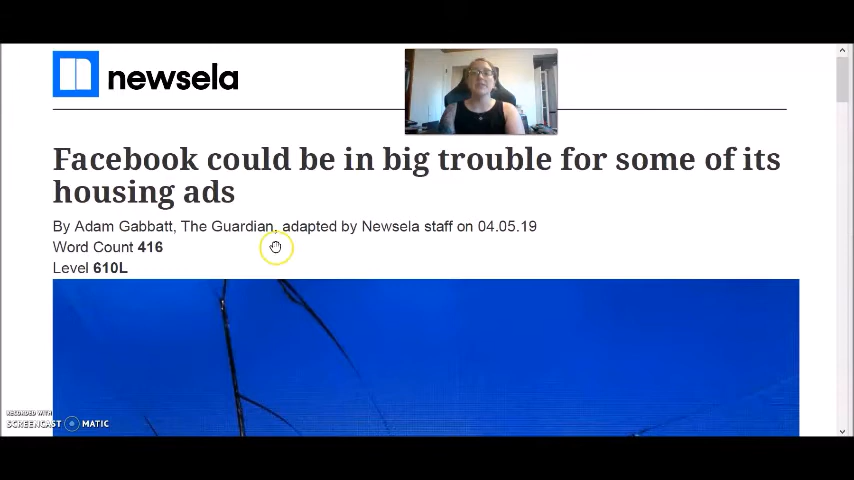 newsela
Facebook could be in big trouble for some of its
housing ads
By Adam Gabbatt, The Guardian, adapted by Newsela staff on 04.05.19
Word Count 416
Level 610L
RECORDED WITH
SCREENCAST MATIC